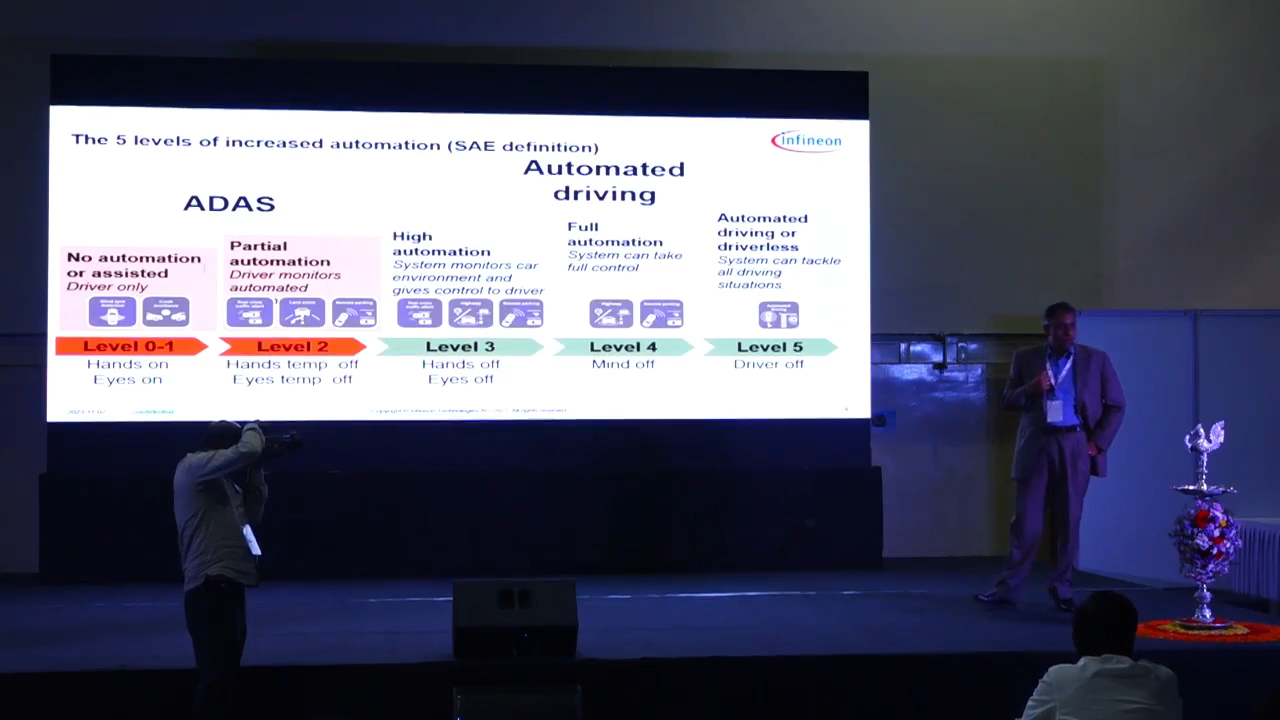 The 5 levels of increased automation (SAE definition)
infineon
ADAS
Automated
driving
No automation
or assisted
Driver only
Partial
automation
Driver monitors
automated
High
automation
System monitors car
environment and
gives control to driver
Full
automation
System can take
full control
Automated
driving or
driverless
System can tackle
all driving
situations.
Level 0-1
Level 2
Level 3
Level 4
Level 5
Hands on
Eyes on
Hands temp off
Eyes temp off
Hands off
Eyes off
Mind off
Driver off